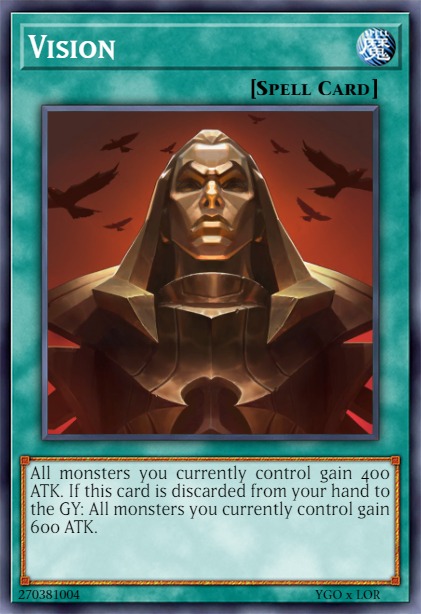 Vision
魔
[Spell Card]
All monsters you currently control gain 400
ATK. If this card is discarded from your hand to
the GY: All monsters you currently control gain
600 ATK.
270381004 YGO x LOR